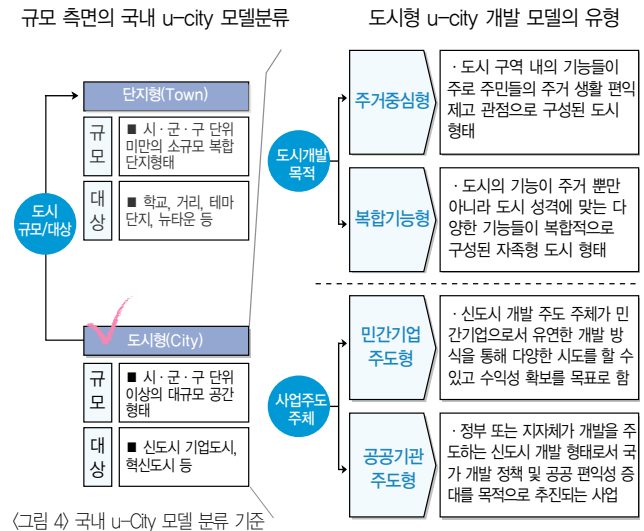 규모 측면의 국내 u-city 모델분류
도시 규모/대상
단지형(Town)
규모
■ 시·군·구 단위
미만의 소규모 복합
단지형태
대상
■ 학교, 거리, 테마
단지, 뉴타운 등
도시형(City)
규모
■ 시·군·구 단위
이상의 대규모 공간
형태
대상
■ 신도시 기업도시,
혁신도시 등
〈그림 4〉 국내 u-City 모델 분류 기준
도시형 u-city 개발 모델의 유형
도시개발
목적
주거중심형
· 도시 구역 내의 기능들이
주로 주민들의 주거 생활 편익
제고 관점으로 구성된 도시
형태
복합기능형
· 도시의 기능이 주거 뿐만
아니라 도시 성격에 맞는 다
양한 기능들이 복합적으로
구성된 자족형 도시 형태
사업주도
주체
민간기업
주도형
· 신도시 개발 주도 주체가 민
간기업으로서 유연한 개발 방
식을 통해 다양한 시도를 할 수
있고 수익성 확보를 목표로 함
공공기관
주도형
· 정부 또는 지자체가 개발을 주
도하는 신도시 개발 형태로서 국
가 개발 정책 및 공공 편익성 증
대를 목적으로 추진되는 사업